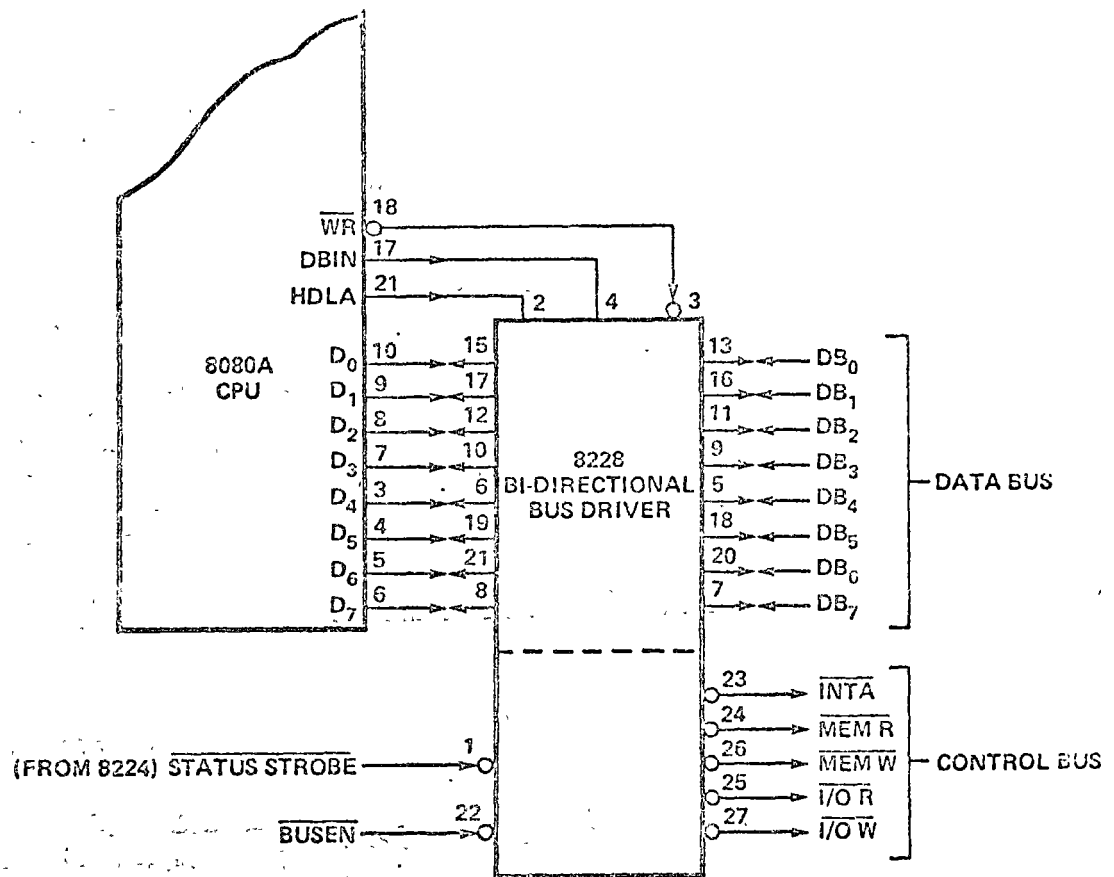 18
WR
17
DBIN
21
HDLA
2 4 3
8080A
CPU
D0 10 15 13 DB0
D1 9 17 16 DB1
D2 8 12 11 DB2
D3 7 10 9 DB3
D4 3 6 5 DB4
D5 4 19 18 DB5
D6 5 21 20 DB6
D7 6 8 7 DB7
8228
BI-DIRECTIONAL
BUS DRIVER
DATA BUS
23 INTA
24 MEM R
26 MEM W
25 I/O R
27 I/O W
CONTROL BUS
(FROM 8224) STATUS STROBE 1
BUSEN 22